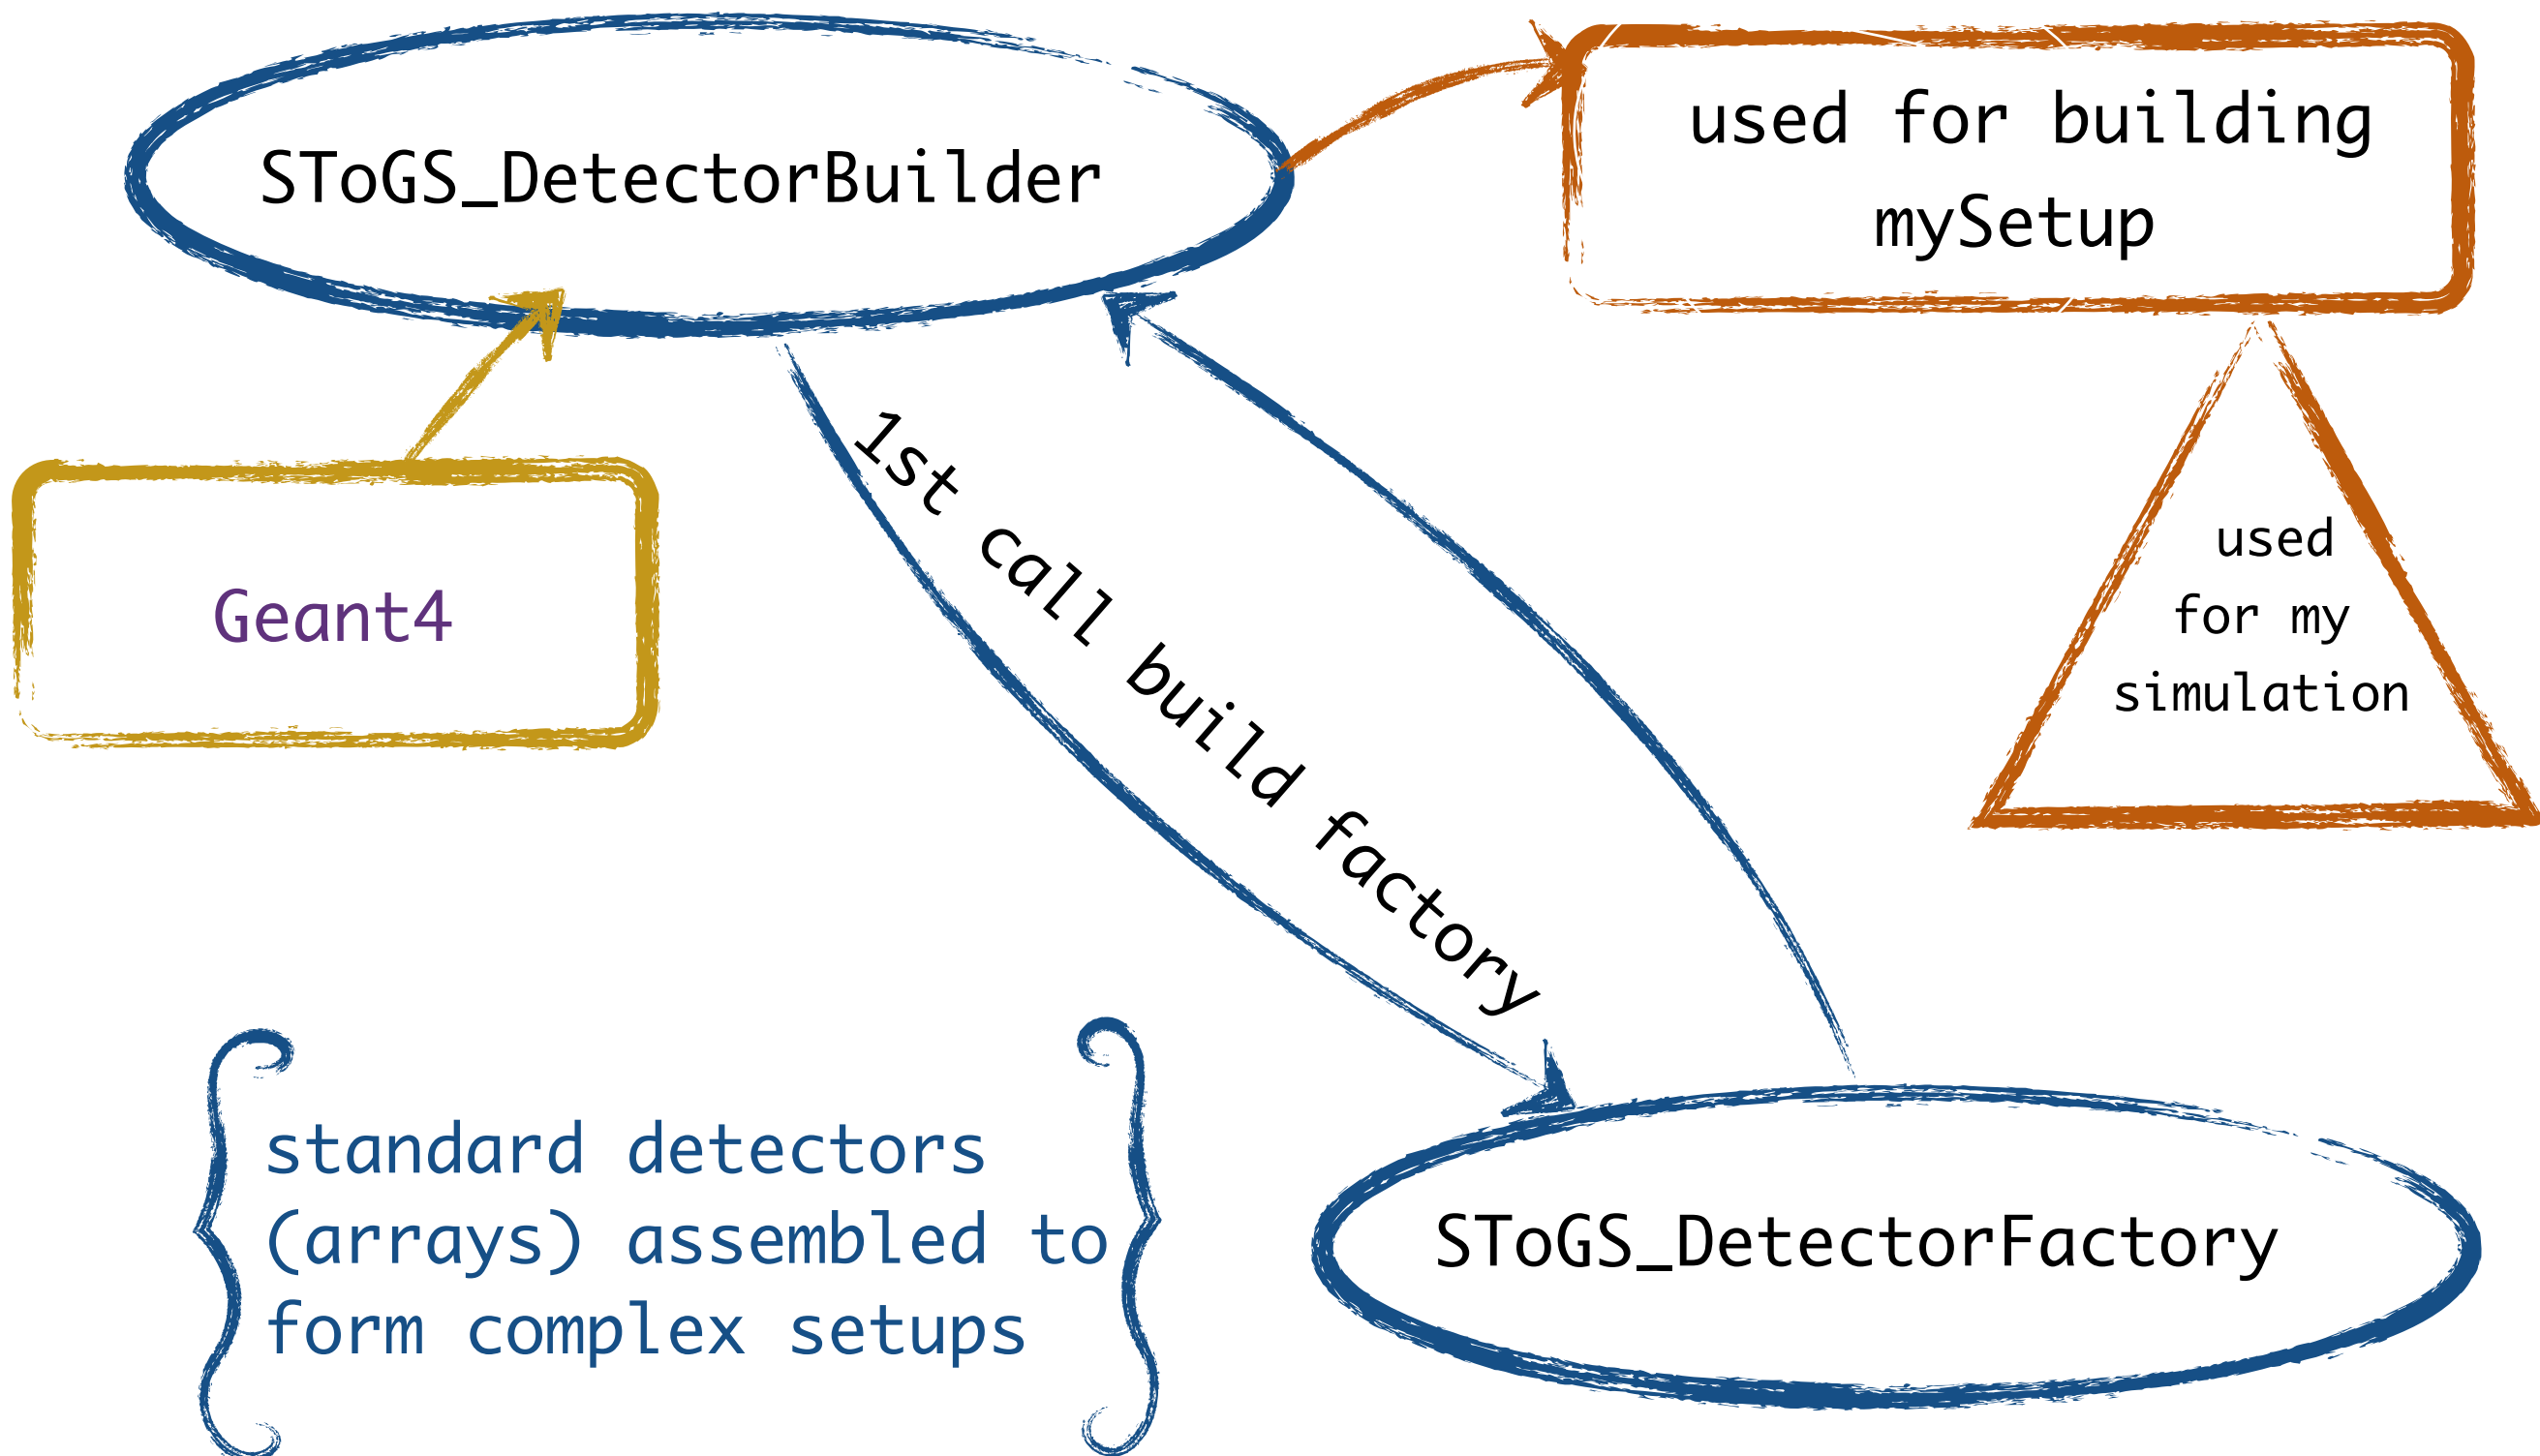 SToGS_DetectorBuilder
used for building
mySetup
Geant4
1st call build factory
used
for my
simulation
standard detectors
(arrays) assembled to
form complex setups
SToGS_DetectorFactory